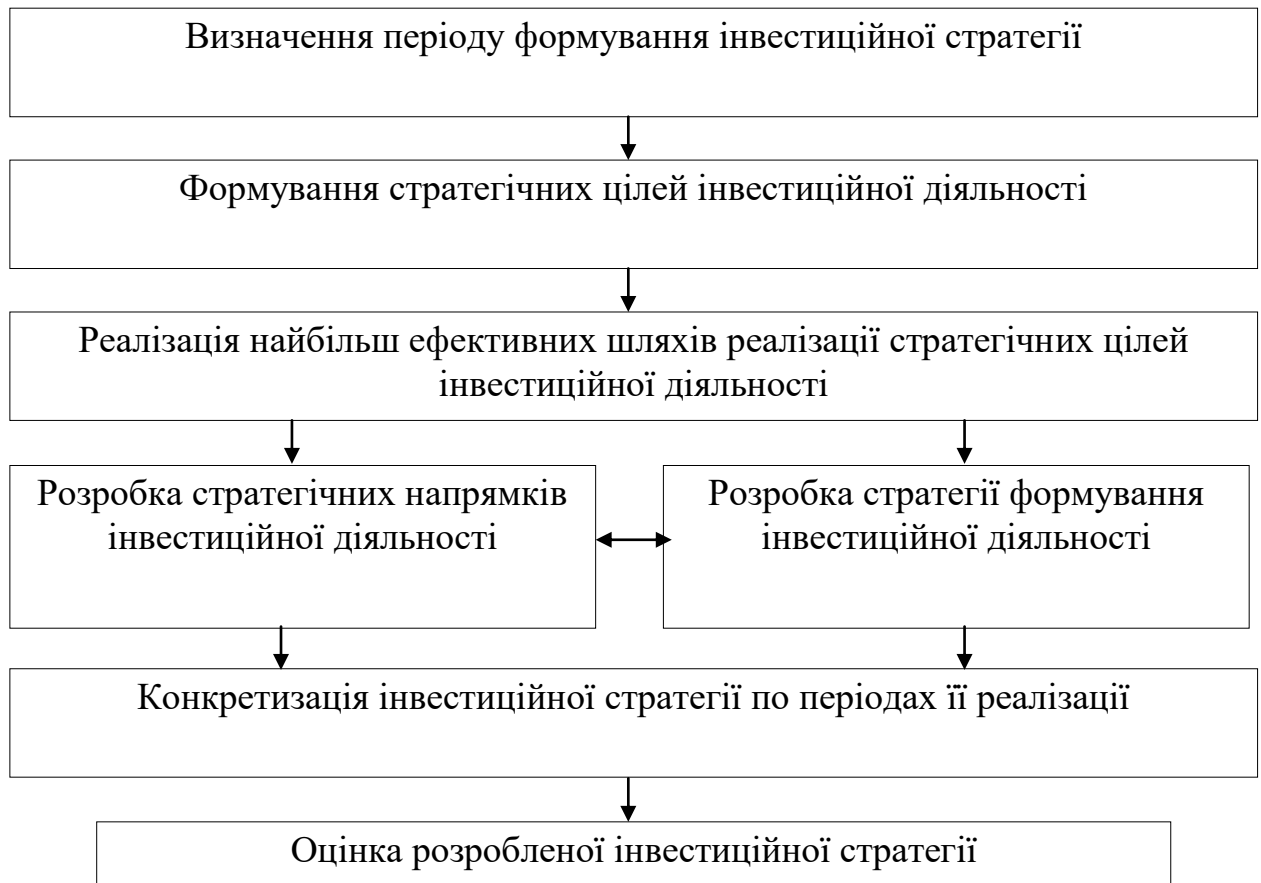 Визначення періоду формування інвестиційної стратегії
Формування стратегічних цілей інвестиційної діяльності
Реалізація найбільш ефективних шляхів реалізації стратегічних цілей
інвестиційної діяльності
Розробка стратегічних напрямків
інвестиційної діяльності
Розробка стратегії формування
інвестиційної діяльності
Конкретизація інвестиційної стратегії по періодах її реалізації
Оцінка розробленої інвестиційної стратегії